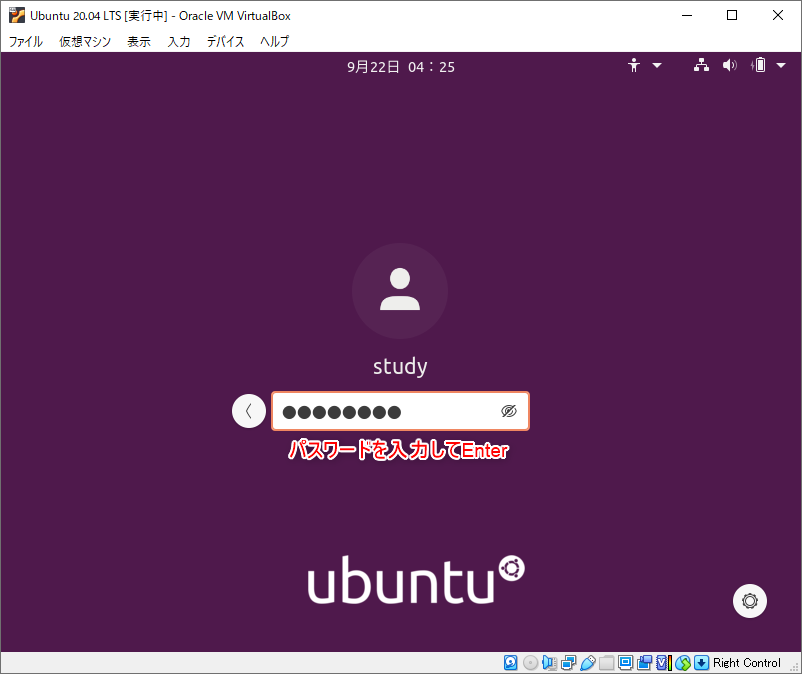 Ubuntu 20.04 LTS [実行中] - Oracle VM VirtualBox
ファイル 仮想マシン 表示 入力 デバイス ヘルプ
9月22日 04：25
study
パスワードを入力してEnter
ubuntu
Right Control